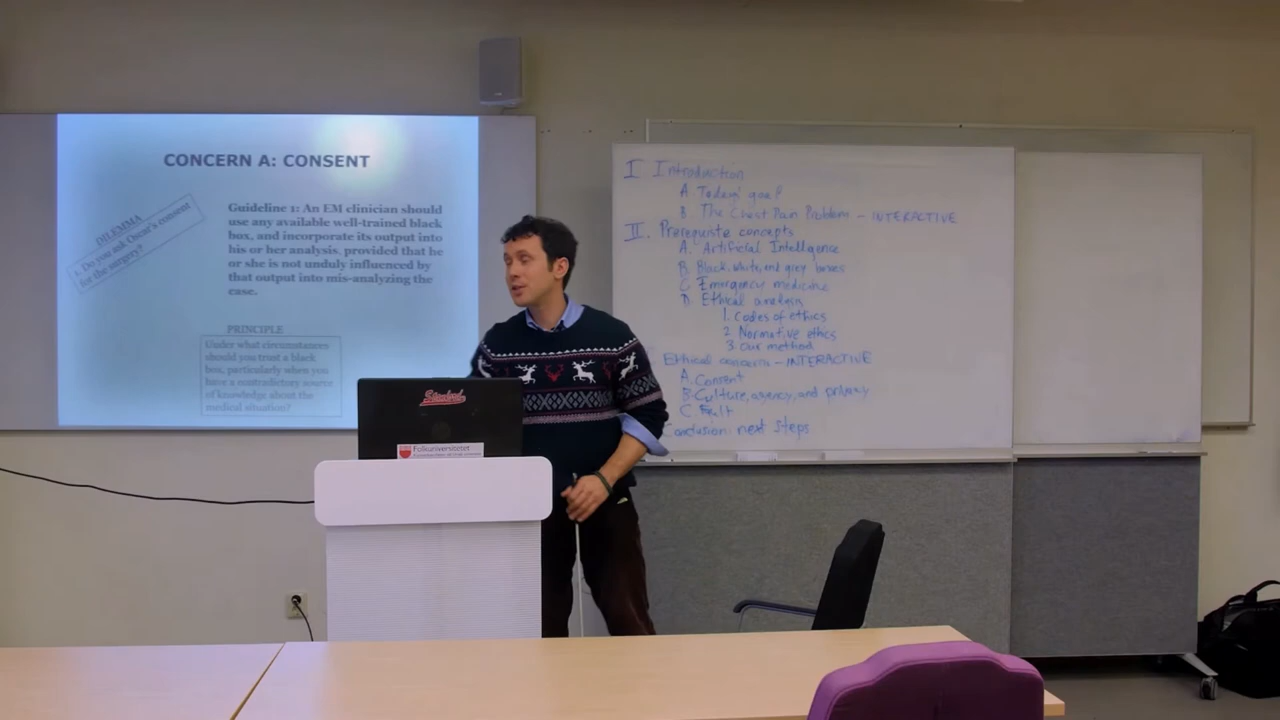 CONCERN A: CONSENT
DILEMMA
1. Do you ask Oscar's consent
for the surgery?
Guideline 1: An EM clinician should
use any available well-trained black
box, and incorporate its output into
his or her analysis, provided that he
or she is not unduly influenced by
that output into mis-analyzing the
case.
PRINCIPLE
Under what circumstances
should you trust a black
box, particularly when you
have a contradictory source
of knowledge about the
medical situation?
Stanford
Folkuniversitetet
I Introduction
A. Today's goal
B. The Chest Pain Problem - INTERACTIVE
II. Prerequisite concepts
A. Artificial Intelligence
B. Black, white, and grey boxes
C. Emergency medicine
D. Ethical analysis
1. Codes of ethics
2. Normative ethics
3. Our method
Ethical concerns - INTERACTIVE
A. Consent
B. Culture, agency, and privacy
C. Fault
Conclusion: next steps